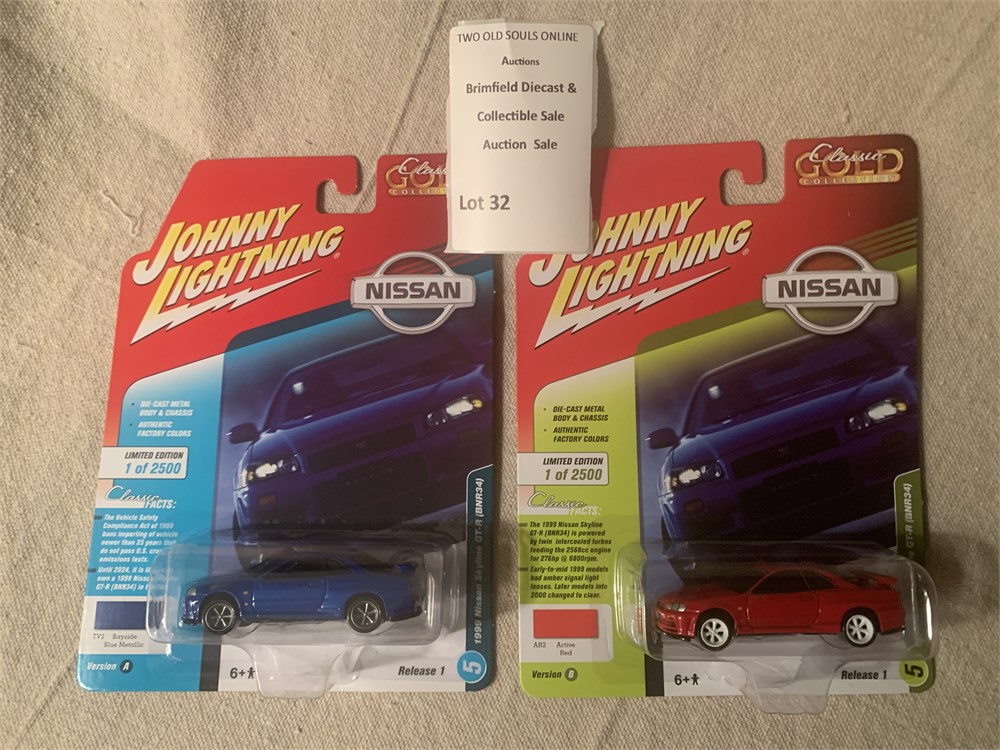 TWO OLD SOULS ONLINE
Auctions
Brimfield Diecast &
Collectible Sale
Auction Sale
Lot 32
Classic
GOLD
JOHNNY
LIGHTNING®
NISSAN
• DIE-CAST METAL
BODY & CHASSIS
• AUTHENTIC
FACTORY COLORS
LIMITED EDITION
1 of 2500
Classic
FACTS:
The Vehicle Safety
Compliance Act of
bans importing of vehicle
newer than 25 years that
do not pass U.S.
emissions tests.
Until 2024, it is
own a 1999 Nissan
GT-R (BNR34) in
TV2 Bayside
Blue Metallic
Version A
6+
Release 1
5
1999 Nissan Skyline GT-R (BNR34)
Classic
GOLD
COLLECTION
JOHNNY
LIGHTNING®
NISSAN
• DIE-CAST METAL
BODY & CHASSIS
• AUTHENTIC
FACTORY COLORS
LIMITED EDITION
1 of 2500
Classic
FACTS:
The 1999 Nissan Skyline
GT-R (BNR34) is powered
by twin intercooled turbos
feeding the 2568cc engine
for 276hp @ 6800rpm.
Early-to-mid 1999 models
had amber signal light
lenses. Later models into
2000 changed to clear.
AR2 Active
Red
Version B
6+
Release 1
5
GT-R (BNR34)